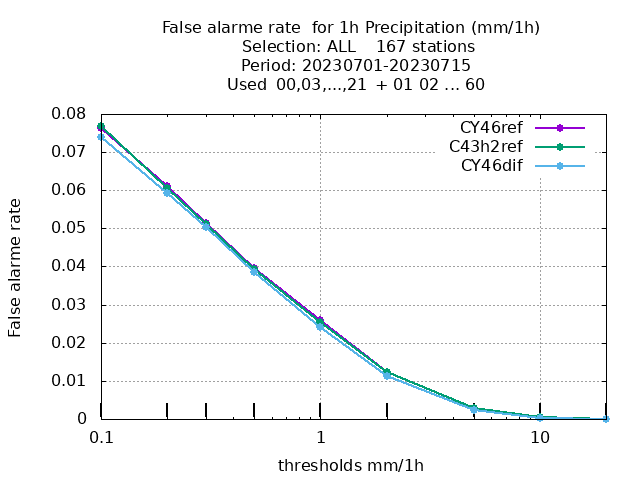 False alarme rate  for 1h Precipitation (mm/1h)
Selection: ALL    167 stations
Period: 20230701-20230715
Used  00,03,...,21  + 01 02 ... 60
CY46ref
C43h2ref
CY46dif
0.08
0.07
0.06
0.05
0.04
0.03
0.02
0.01
0
False alarme rate
0.1
1
10
thresholds mm/1h